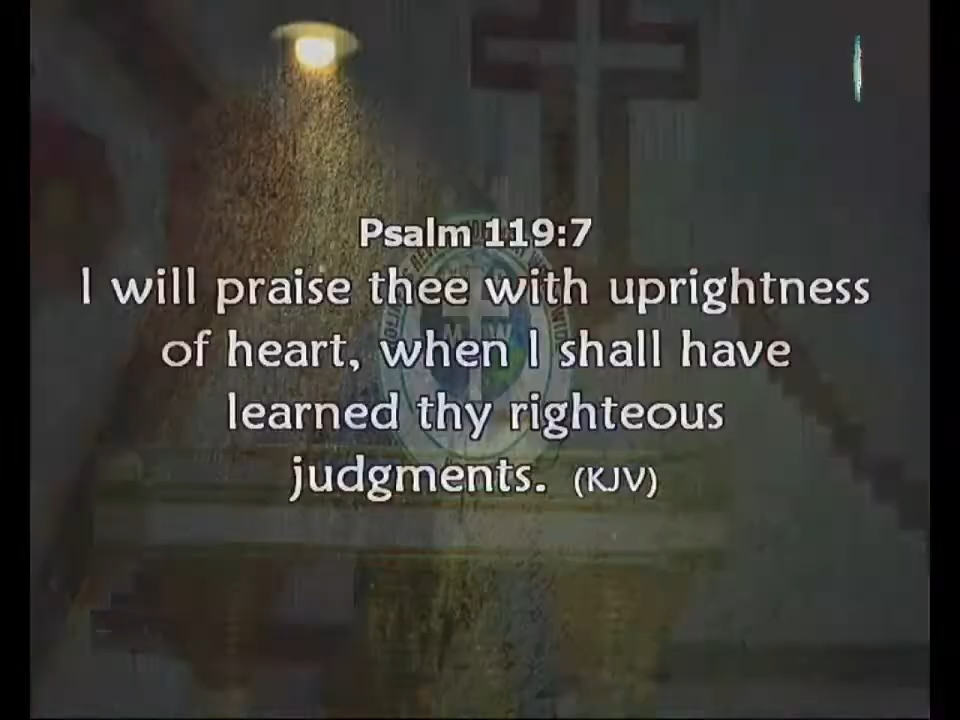 Psalm 119:7
I will praise thee with uprightness
of heart, when I shall have
learned thy righteous
judgments. (KJV)